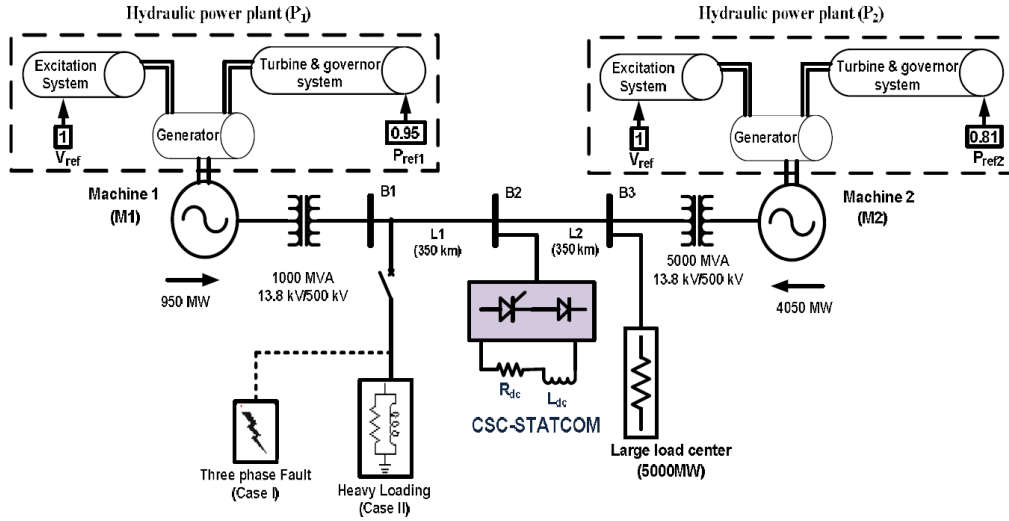 Hydraulic power plant (P1)
Excitation
System
Turbine & governor
system
Generator
1
Vref
0.95
Pref1
Machine 1
(M1)
950 MW
1000 MVA
13.8 kV/500 kV
B1
L1
(350 km)
B2
L2
(350 km)
B3
Hydraulic power plant (P2)
Excitation
System
Turbine & governor
system
Generator
1
Vref
0.81
Pref2
Machine 2
(M2)
5000 MVA
13.8 kV/500 kV
4050 MW
Rdc
Ldc
CSC-STATCOM
Large load center
(5000MW)
Three phase Fault
(Case I)
Heavy Loading
(Case II)